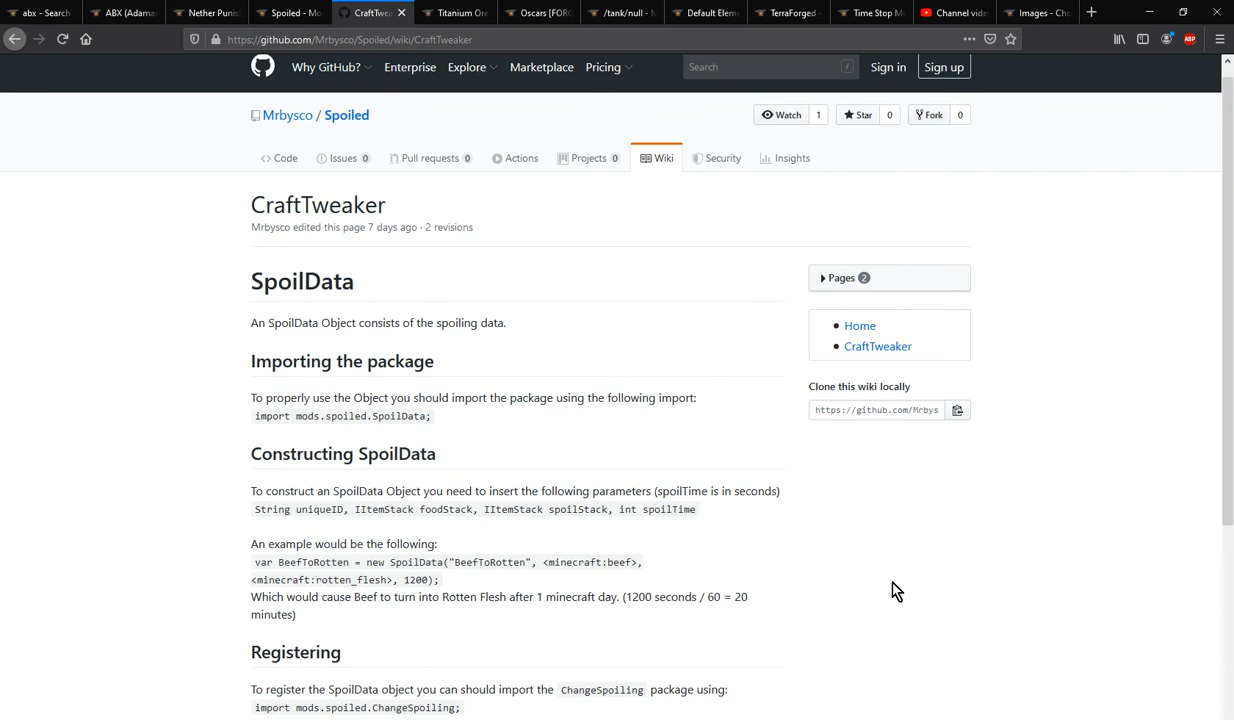 abx - Search
ABX (Adama
Nether Punis
Spoiled - Mo
CraftTwea
Titanium Ore
Oscars [FORG
/tank/null - M
Default Elem
TerraForged -
Time Stop Mo
Channel vide
Images - Cho
https://github.com/Mrbysco/Spoiled/wiki/CraftTweaker
ABP
Why GitHub? Enterprise Explore Marketplace Pricing Search / Sign in Sign up
Mrbysco / Spoiled
Watch 1 Star 0 Fork 0
Code Issues 0 Pull requests 0 Actions Projects 0 Wiki Security Insights
CraftTweaker
Mrbysco edited this page 7 days ago · 2 revisions
SpoilData
An SpoilData Object consists of the spoiling data.
Importing the package
To properly use the Object you should import the package using the following import:
import mods.spoiled.SpoilData;
Constructing SpoilData
To construct an SpoilData Object you need to insert the following parameters (spoilTime is in seconds)
String uniqueID, IItemStack foodStack, IItemStack spoilStack, int spoilTime
An example would be the following:
var BeefToRotten = new SpoilData("BeefToRotten", <minecraft:beef>,
<minecraft:rotten_flesh>, 1200);
Which would cause Beef to turn into Rotten Flesh after 1 minecraft day. (1200 seconds / 60 = 20
minutes)
Registering
To register the SpoilData object you can should import the ChangeSpoiling package using:
import mods.spoiled.ChangeSpoiling;
Pages 2
Home
CraftTweaker
Clone this wiki locally
https://github.com/Mrbys